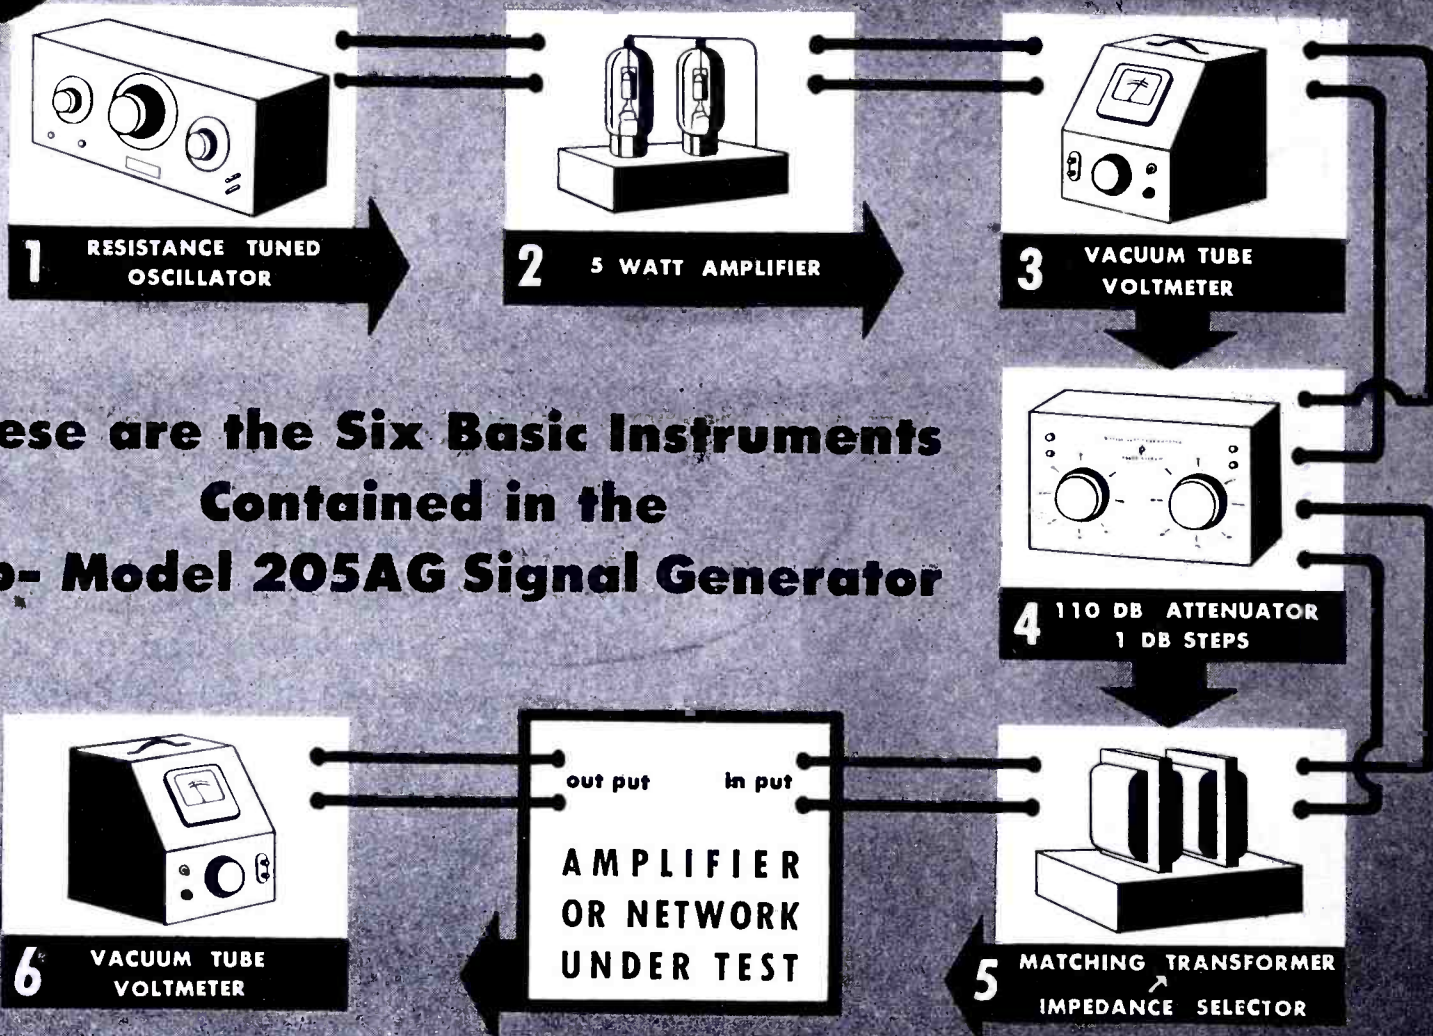 1 RESISTANCE TUNED
OSCILLATOR
2 5 WATT AMPLIFIER
3 VACUUM TUBE
VOLTMETER
ese are the Six Basic Instruments
Contained in the
p- Model 205AG Signal Generator
4 110 DB ATTENUATOR
1 DB STEPS
5 MATCHING TRANSFORMER
IMPEDANCE SELECTOR
out put in put
AMPLIFIER
OR NETWORK
UNDER TEST
6 VACUUM TUBE
VOLTMETER